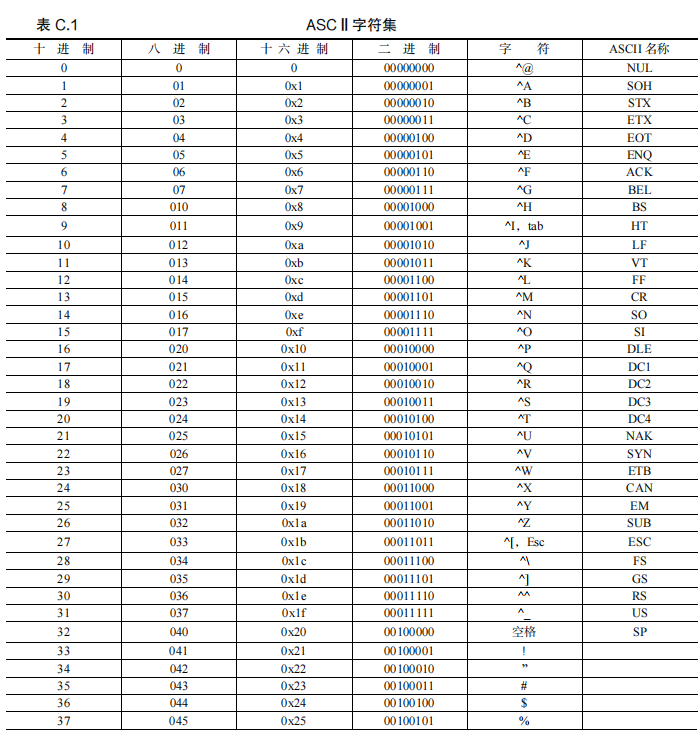 表 C.1 ASCⅡ字符集
十 进 制 八 进 制 十 六 进 制 二 进 制 字 符 ASCII 名称
0 0 0 00000000 ^@ NUL
1 01 0x1 00000001 ^A SOH
2 02 0x2 00000010 ^B STX
3 03 0x3 00000011 ^C ETX
4 04 0x4 00000100 ^D EOT
5 05 0x5 00000101 ^E ENQ
6 06 0x6 00000110 ^F ACK
7 07 0x7 00000111 ^G BEL
8 010 0x8 00001000 ^H BS
9 011 0x9 00001001 ^I，tab HT
10 012 0xa 00001010 ^J LF
11 013 0xb 00001011 ^K VT
12 014 0xc 00001100 ^L FF
13 015 0xd 00001101 ^M CR
14 016 0xe 00001110 ^N SO
15 017 0xf 00001111 ^O SI
16 020 0x10 00010000 ^P DLE
17 021 0x11 00010001 ^Q DC1
18 022 0x12 00010010 ^R DC2
19 023 0x13 00010011 ^S DC3
20 024 0x14 00010100 ^T DC4
21 025 0x15 00010101 ^U NAK
22 026 0x16 00010110 ^V SYN
23 027 0x17 00010111 ^W ETB
24 030 0x18 00011000 ^X CAN
25 031 0x19 00011001 ^Y EM
26 032 0x1a 00011010 ^Z SUB
27 033 0x1b 00011011 ^[，Esc ESC
28 034 0x1c 00011100 ^\ FS
29 035 0x1d 00011101 ^] GS
30 036 0x1e 00011110 ^^ RS
31 037 0x1f 00011111 ^_ US
32 040 0x20 00100000 空格 SP
33 041 0x21 00100001 !
34 042 0x22 00100010 ”
35 043 0x23 00100011 #
36 044 0x24 00100100 $
37 045 0x25 00100101 %